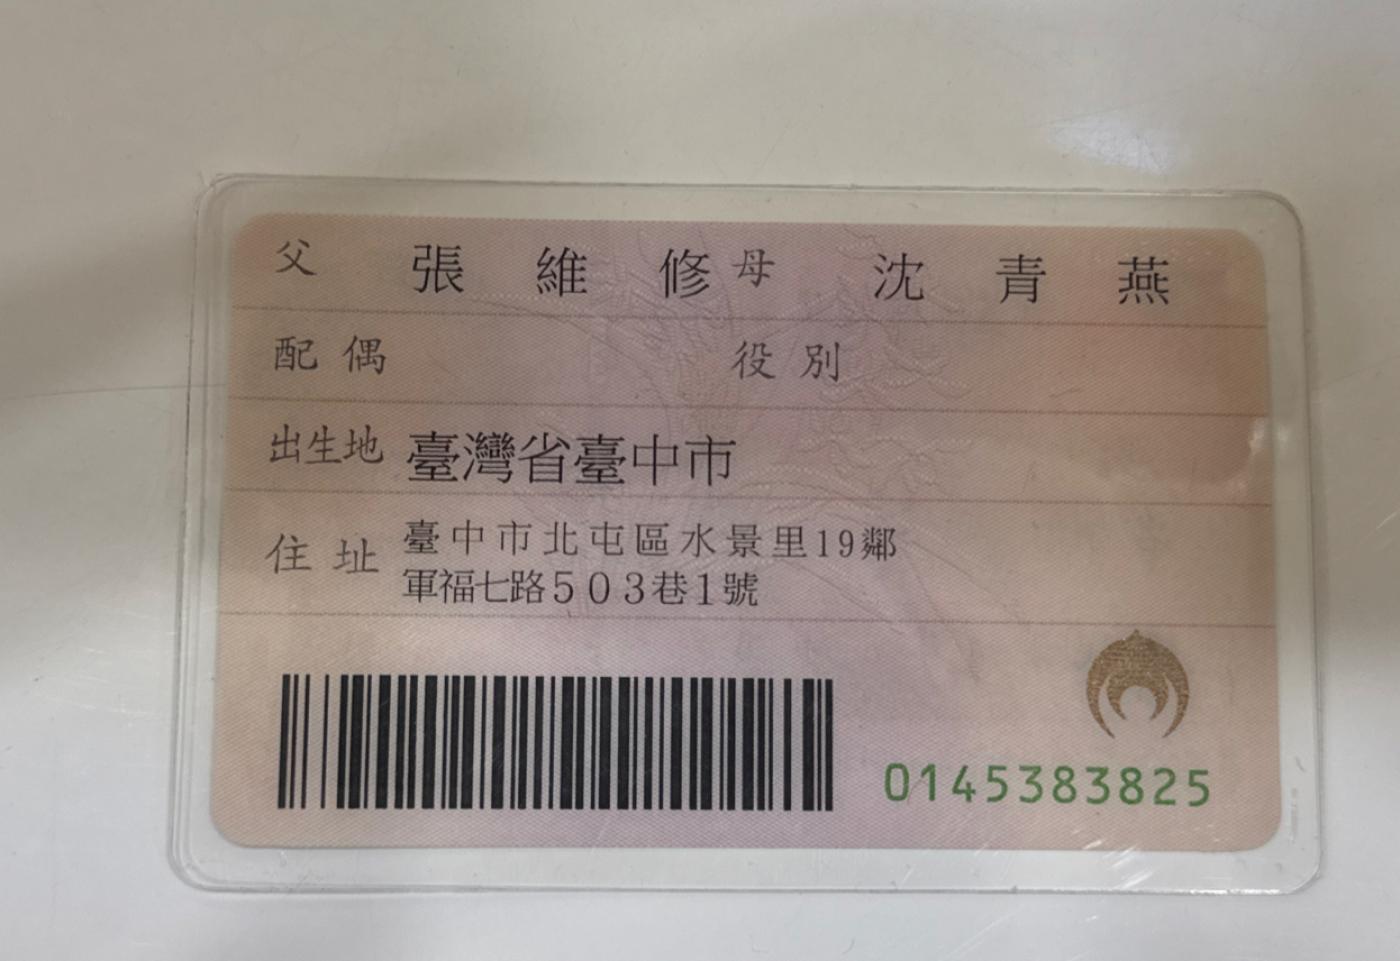 父 張維修 母 沈青燕
配偶 役別
出生地 臺灣省臺中市
住址 臺中市北屯區水景里19鄰
軍福七路503巷1號
0145383825